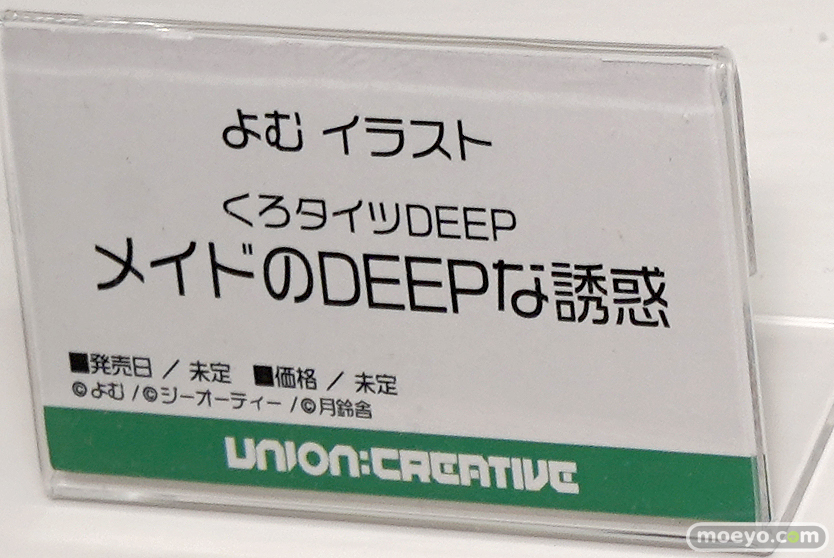 よむ イラスト
くろタイツDEEP
メイドのDEEPな誘惑
■発売日 / 未定 ■価格 / 未定
©よむ/©ジーオーティー/©月鈴舎
UNION:CREATIVE
moeyo.com